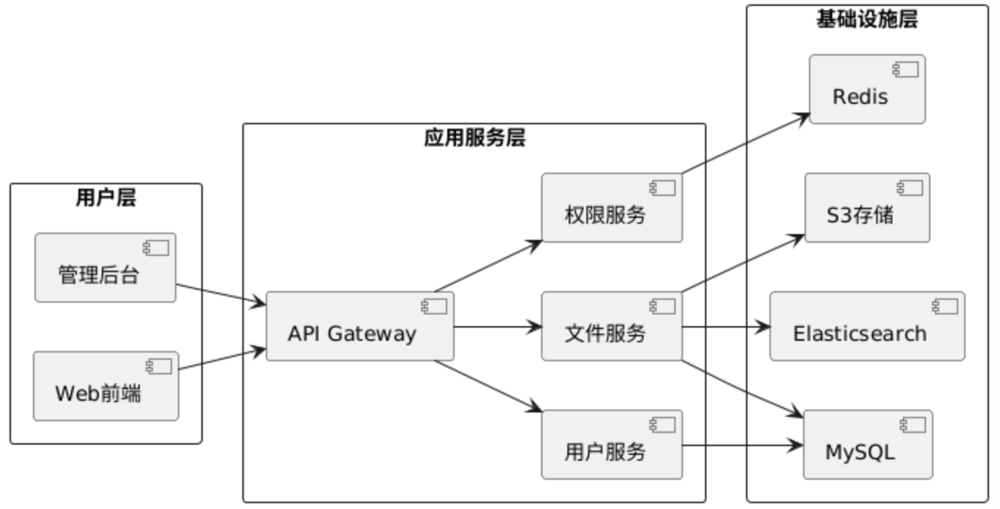 用户层
管理后台
Web前端
应用服务层
API Gateway
权限服务
文件服务
用户服务
基础设施层
Redis
S3存储
Elasticsearch
MySQL